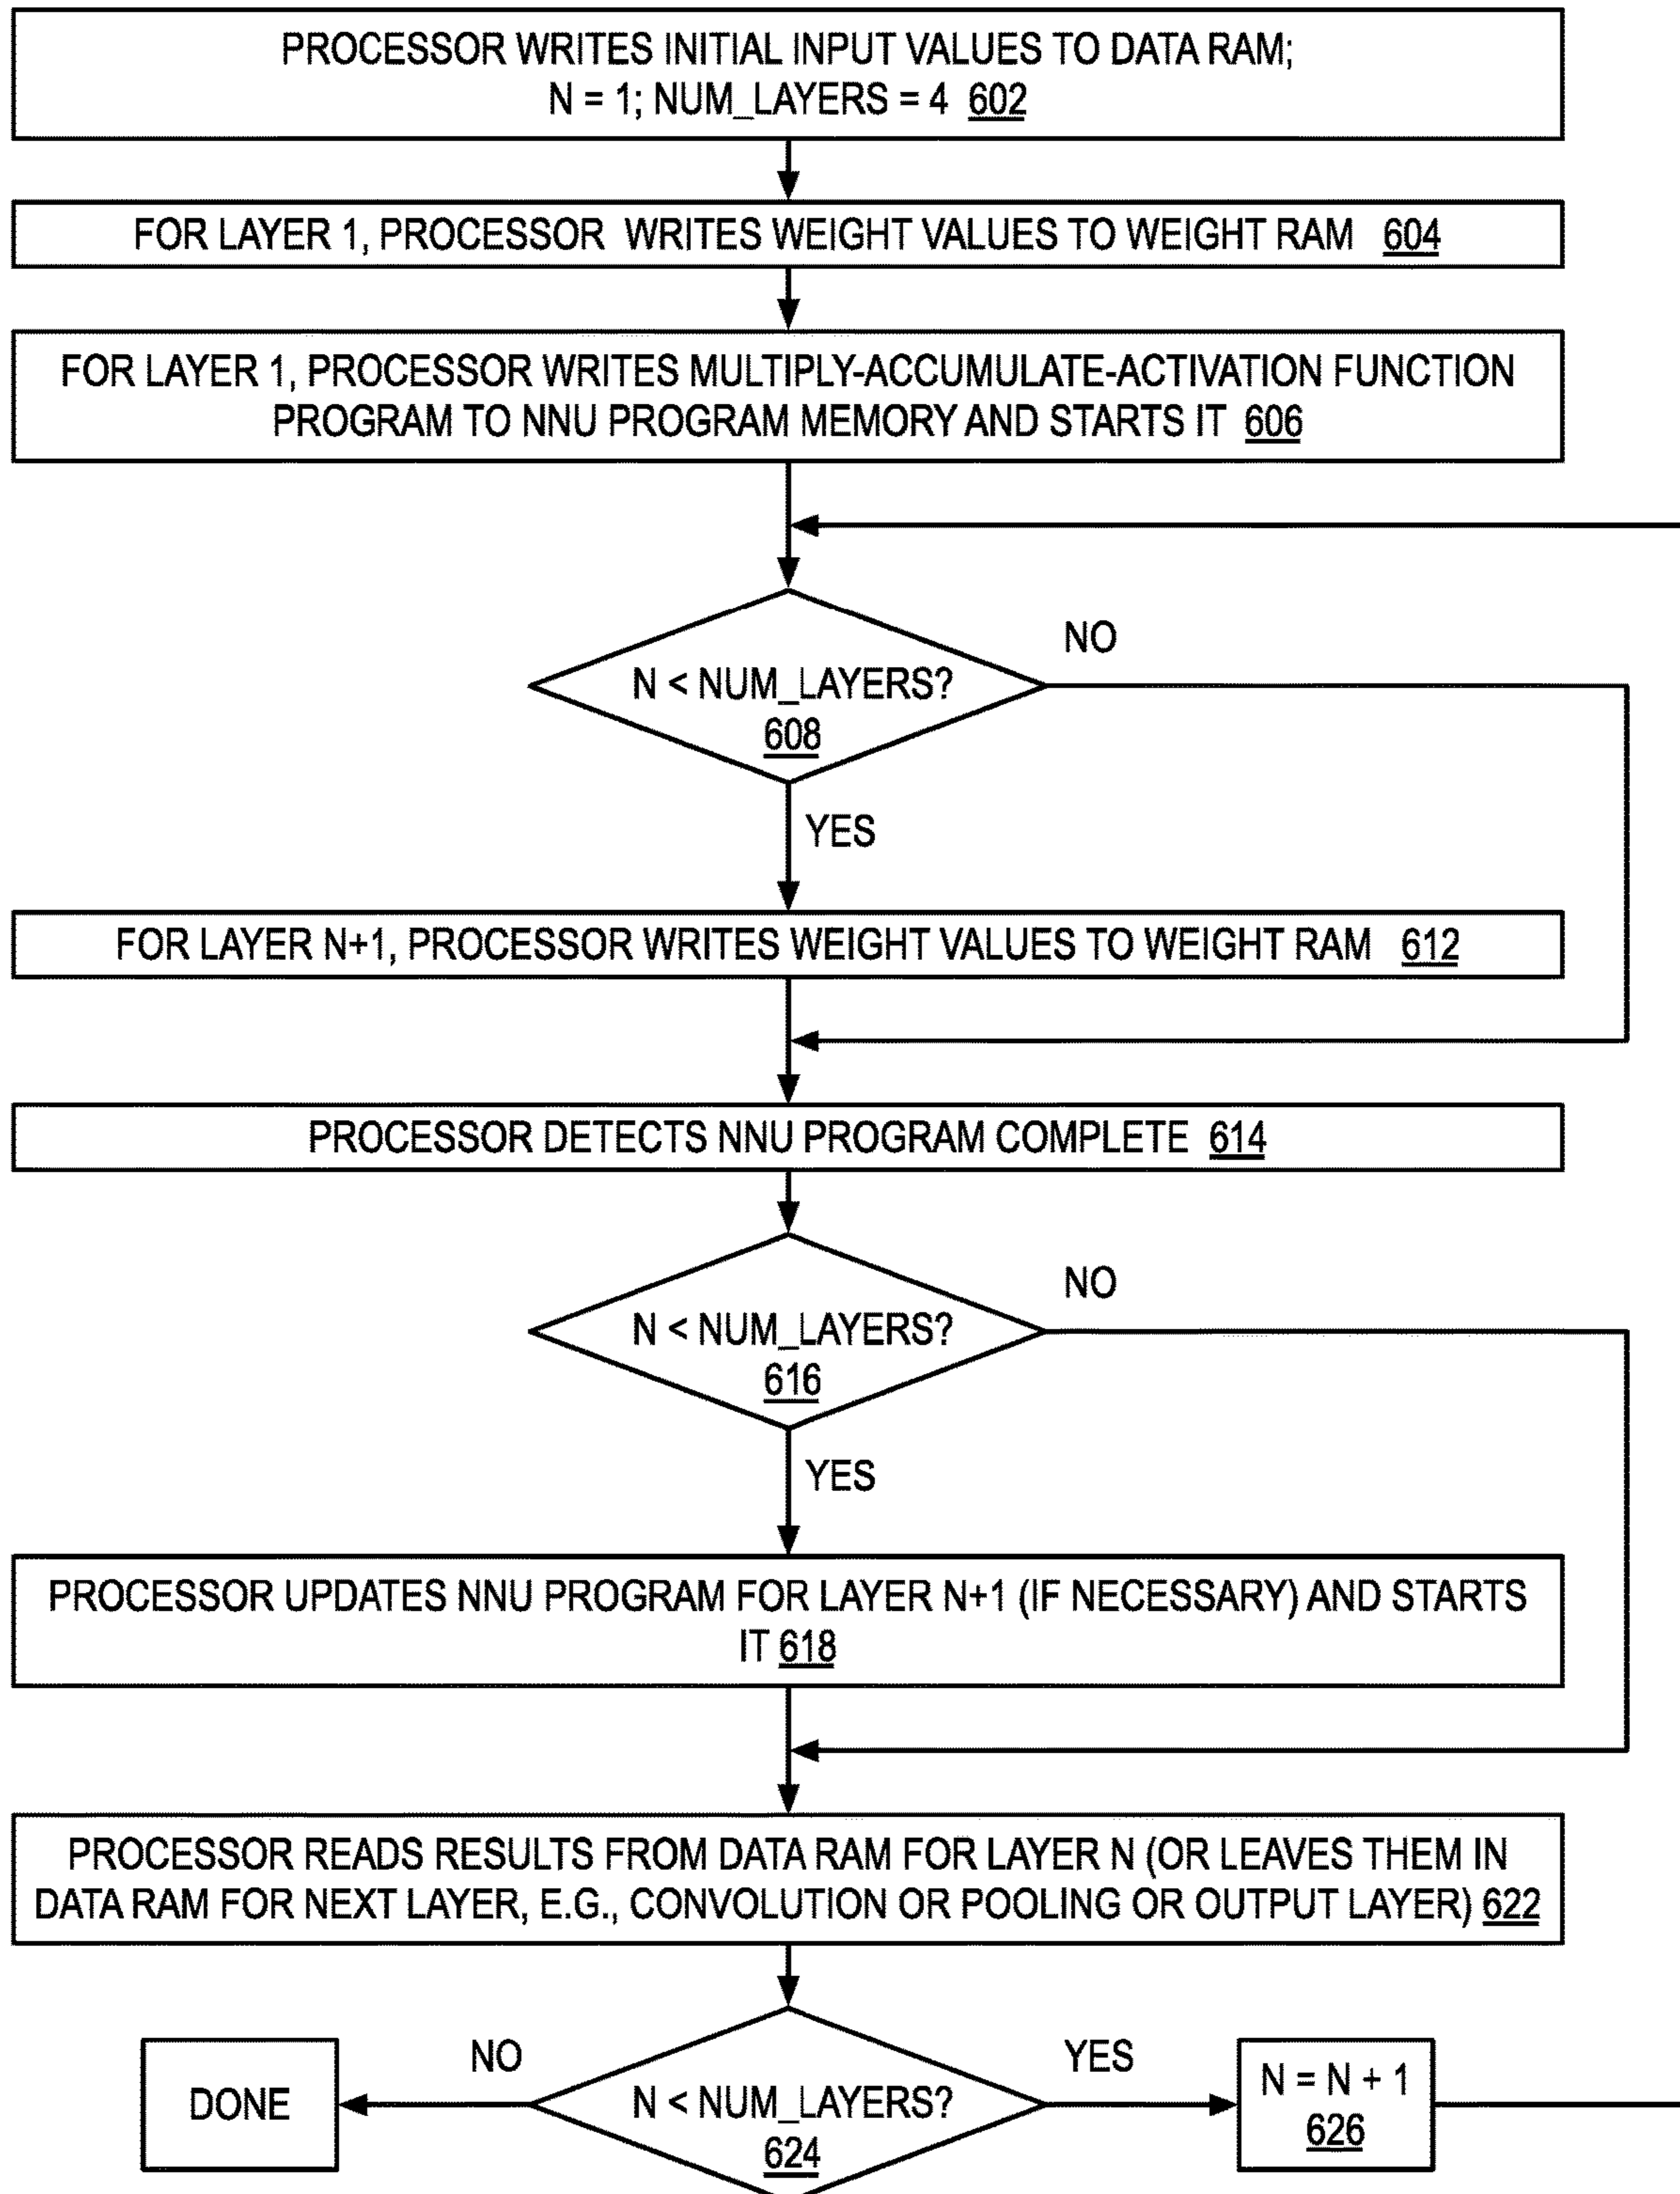 PROCESSOR WRITES INITIAL INPUT VALUES TO DATA RAM;
N = 1; NUM_LAYERS = 4 602
FOR LAYER 1, PROCESSOR WRITES WEIGHT VALUES TO WEIGHT RAM 604
FOR LAYER 1, PROCESSOR WRITES MULTIPLY-ACCUMULATE-ACTIVATION FUNCTION
PROGRAM TO NNU PROGRAM MEMORY AND STARTS IT 606
NO
N < NUM_LAYERS?
608
YES
FOR LAYER N+1, PROCESSOR WRITES WEIGHT VALUES TO WEIGHT RAM 612
PROCESSOR DETECTS NNU PROGRAM COMPLETE 614
NO
N < NUM_LAYERS?
616
YES
PROCESSOR UPDATES NNU PROGRAM FOR LAYER N+1 (IF NECESSARY) AND STARTS
IT 618
PROCESSOR READS RESULTS FROM DATA RAM FOR LAYER N (OR LEAVES THEM IN
DATA RAM FOR NEXT LAYER, E.G., CONVOLUTION OR POOLING OR OUTPUT LAYER) 622
NO
YES
DONE
N < NUM_LAYERS?
624
N = N + 1
626